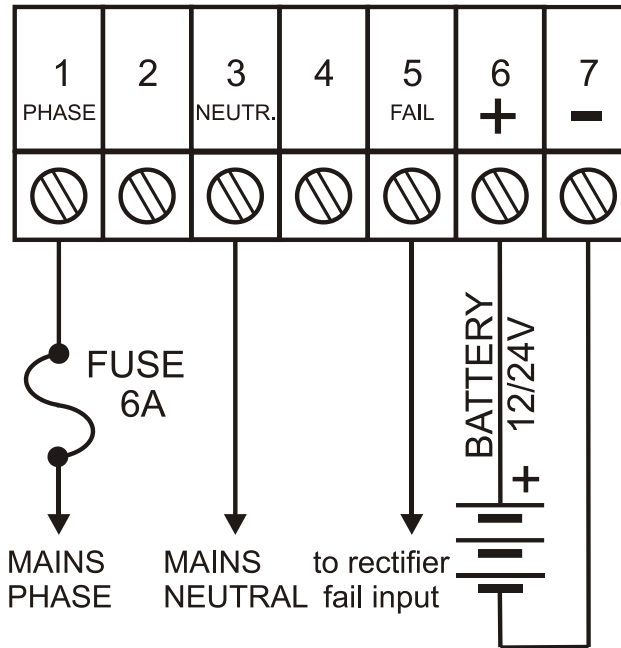 1 2 3 4 5 6 7
PHASE NEUTR. FAIL + -
FUSE
6A
BATTERY
12/24V
+
MAINS
PHASE
MAINS
NEUTRAL
to rectifier
fail input